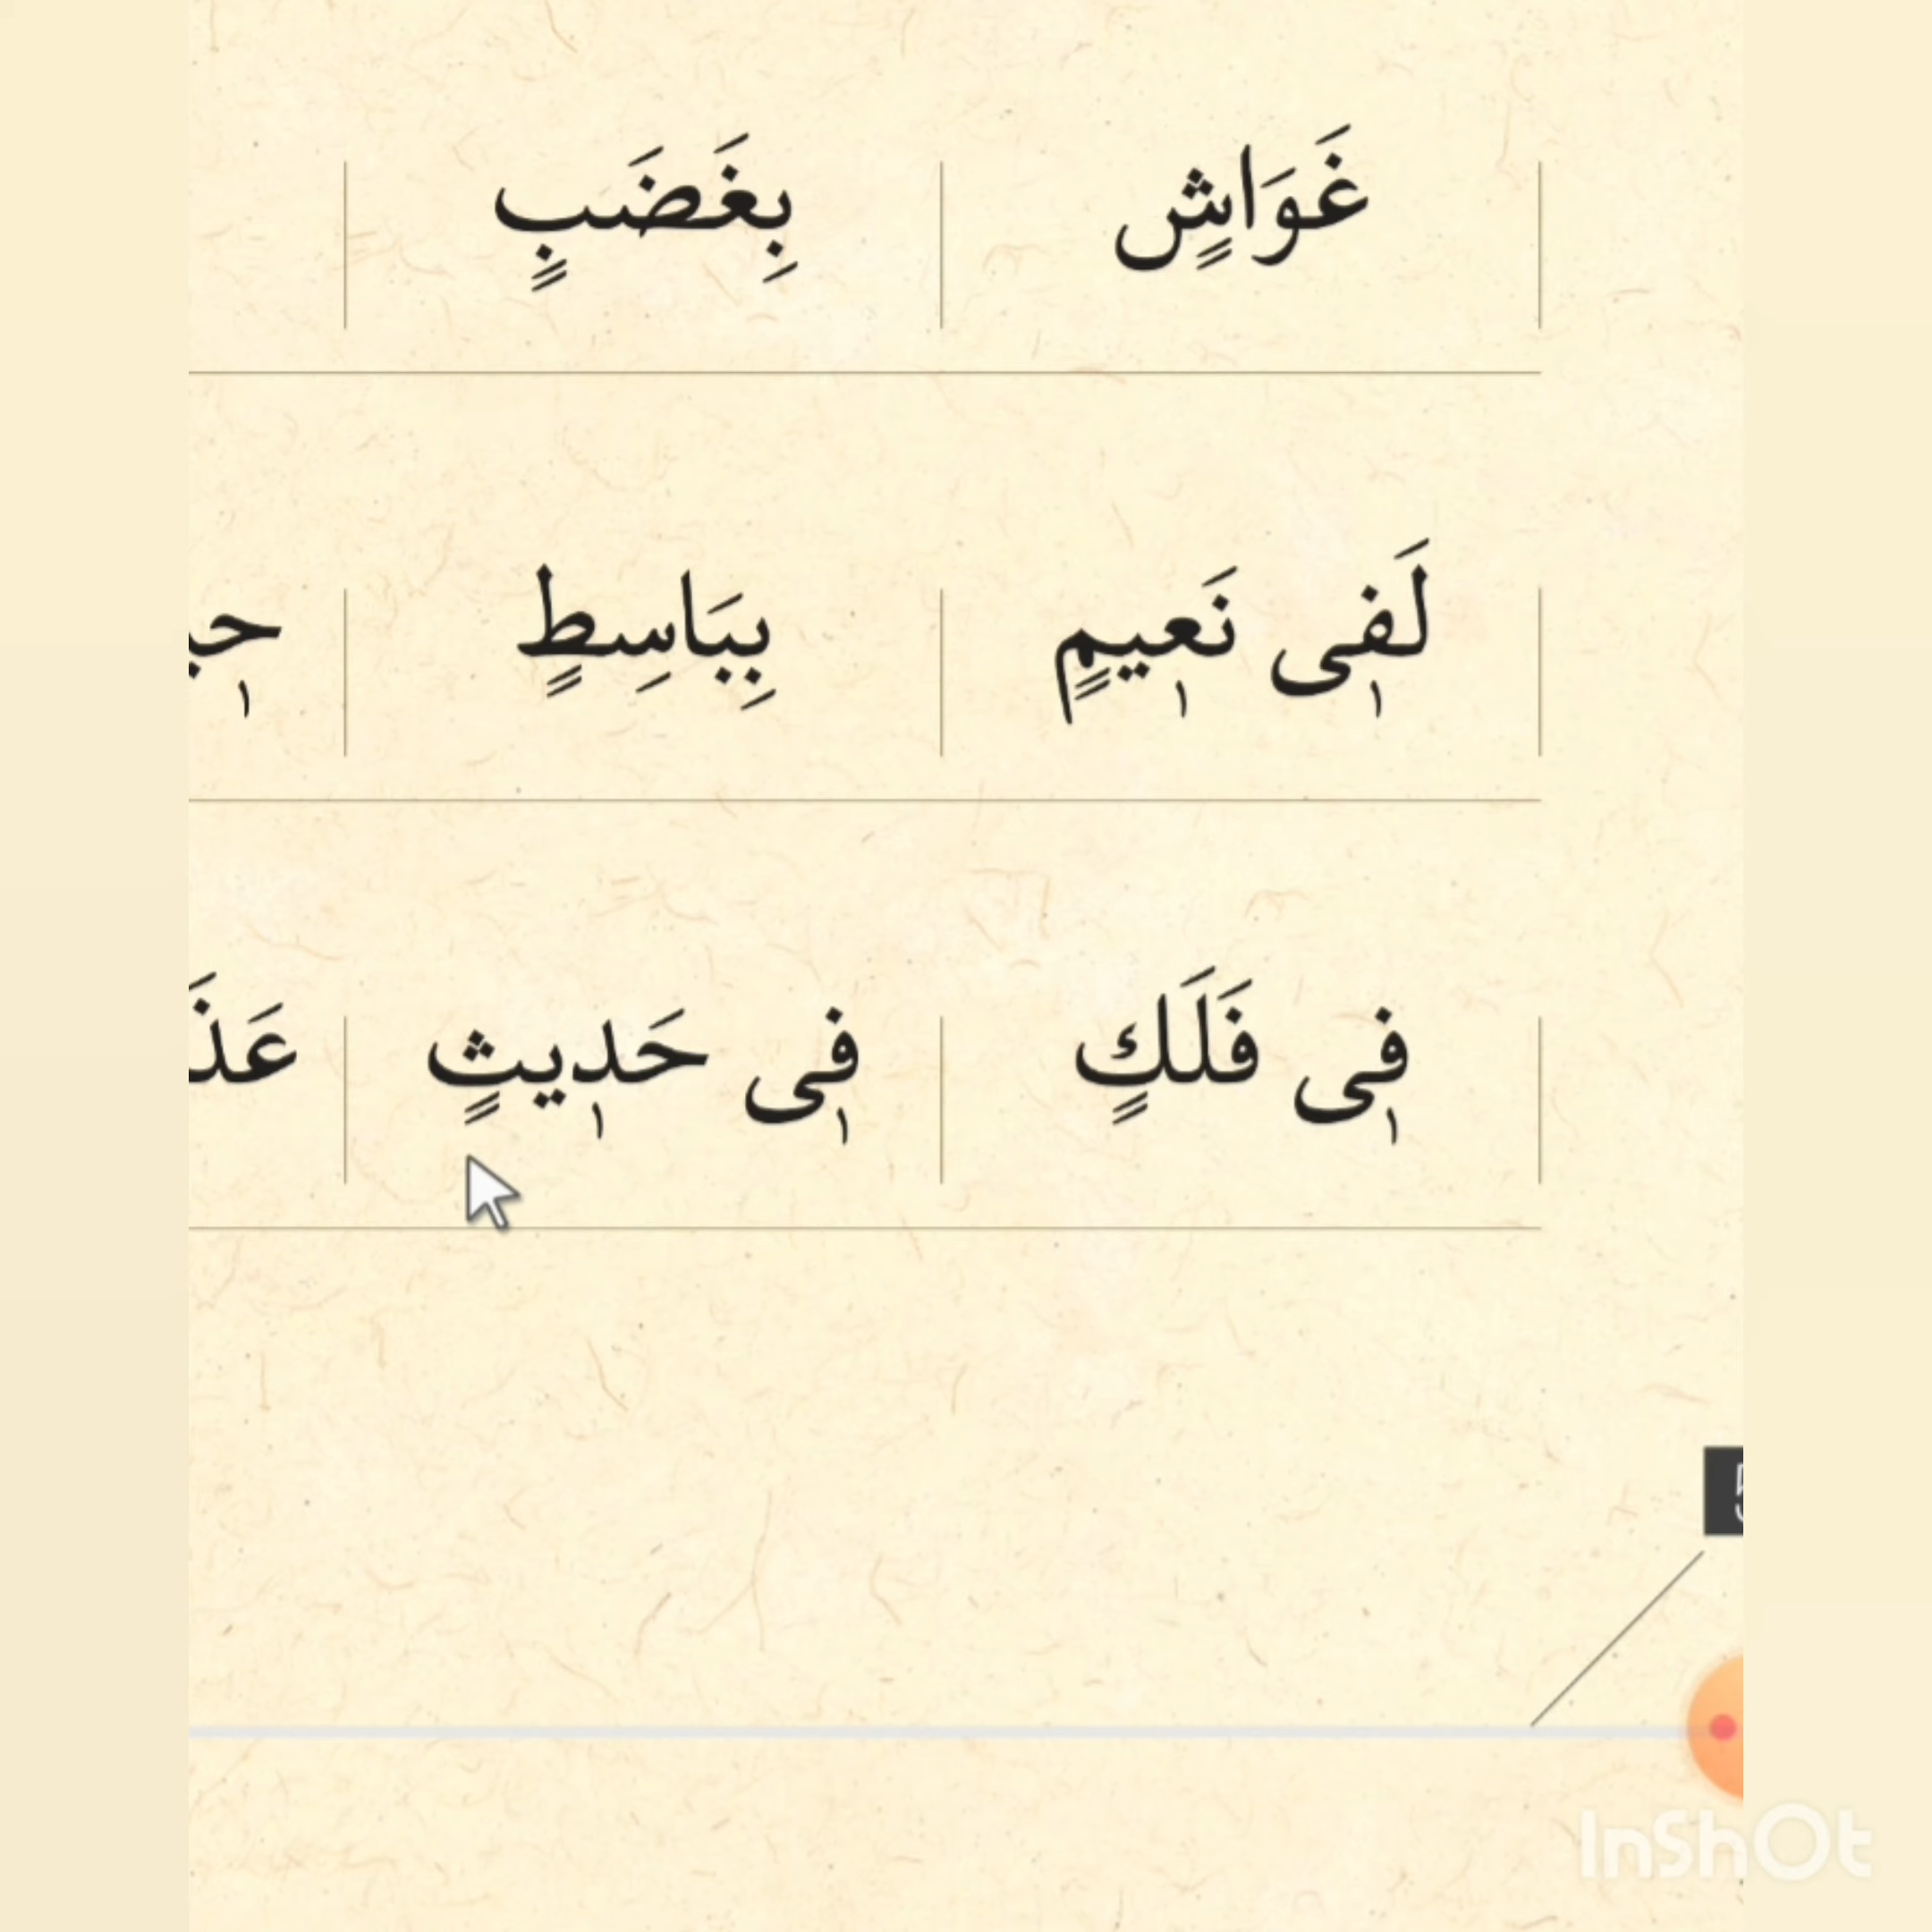 غَوَاشٍ بِغَضَبٍ
لَفٖى نَعٖيمٍ بِبَاسِطٍ
فٖى فَلَكٍ فٖى حَدٖيثٍ
InShOt